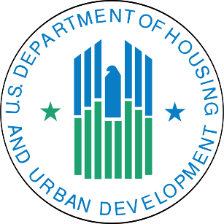 U.S. DEPARTMENT OF HOUSING
AND URBAN DEVELOPMENT